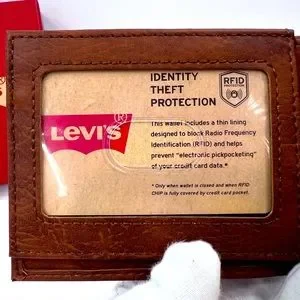 IDENTITY
THEFT
PROTECTION
RFID
PROTECTION
LEVI'S
®
This wallet includes a thin lining
designed to block Radio Frequency
Identification (RFID) and helps
prevent "electronic pickpocketing"
of your credit card data.*
* Only when wallet is closed and when RFID
CHIP is fully covered by credit card pocket.